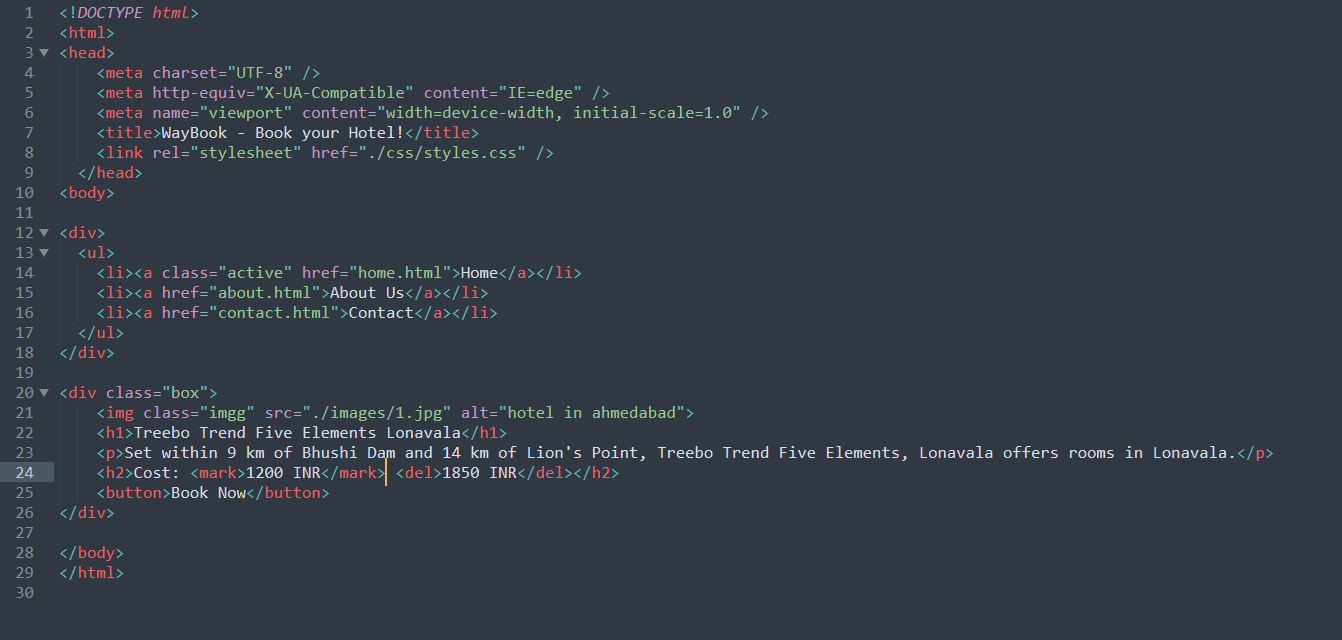 1 <!DOCTYPE html>
2 <html>
3 <head>
4 <meta charset="UTF-8" />
5 <meta http-equiv="X-UA-Compatible" content="IE=edge" />
6 <meta name="viewport" content="width=device-width, initial-scale=1.0" />
7 <title>WayBook - Book your Hotel!</title>
8 <link rel="stylesheet" href="./css/styles.css" />
9 </head>
10 <body>
11
12 <div>
13 <ul>
14 <li><a class="active" href="home.html">Home</a></li>
15 <li><a href="about.html">About Us</a></li>
16 <li><a href="contact.html">Contact</a></li>
17 </ul>
18 </div>
19
20 <div class="box">
21 <img class="imgg" src="./images/1.jpg" alt="hotel in ahmedabad">
22 <h1>Treebo Trend Five Elements Lonavala</h1>
23 <p>Set within 9 km of Bhushi Dam and 14 km of Lion's Point, Treebo Trend Five Elements, Lonavala offers rooms in Lonavala.</p>
24 <h2>Cost: <mark>1200 INR</mark> <del>1850 INR</del></h2>
25 <button>Book Now</button>
26 </div>
27
28 </body>
29 </html>
30